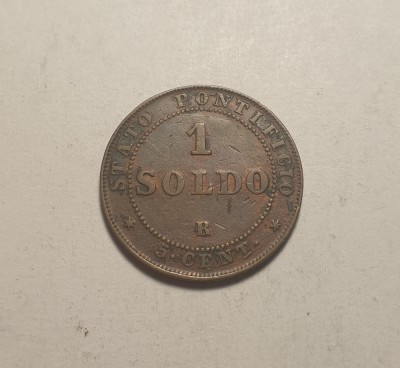 STATO PONTIFICIO
1
SOLDO
R
5. CENT.